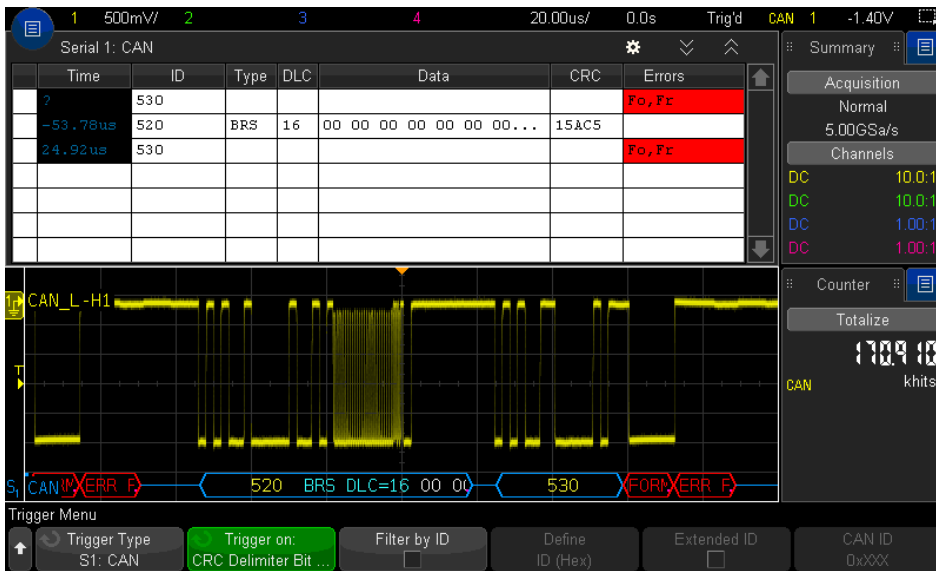 1 500mV/ 2 3 4 20.00us/ 0.0s Trig'd CAN 1 -1.40V
Serial 1: CAN
Time ID Type DLC Data CRC Errors
? 530 Fo,Fr
-53.78us 520 BRS 16 00 00 00 00 00 00 00... 15AC5
24.92us 530 Fo,Fr
Summary
Acquisition
Normal
5.00GSa/s
Channels
DC 10.0:1
DC 10.0:1
DC 1.00:1
DC 1.00:1
Counter
Totalize
170.910
CAN khits
CAN_L-H1
T
S1 CAN ERR F 520 BRS DLC=16 00 00 530 FORM ERR F
Trigger Menu
Trigger Type
S1: CAN
Trigger on:
CRC Delimiter Bit ...
Filter by ID
Define
ID (Hex)
Extended ID
CAN ID
0xXXX